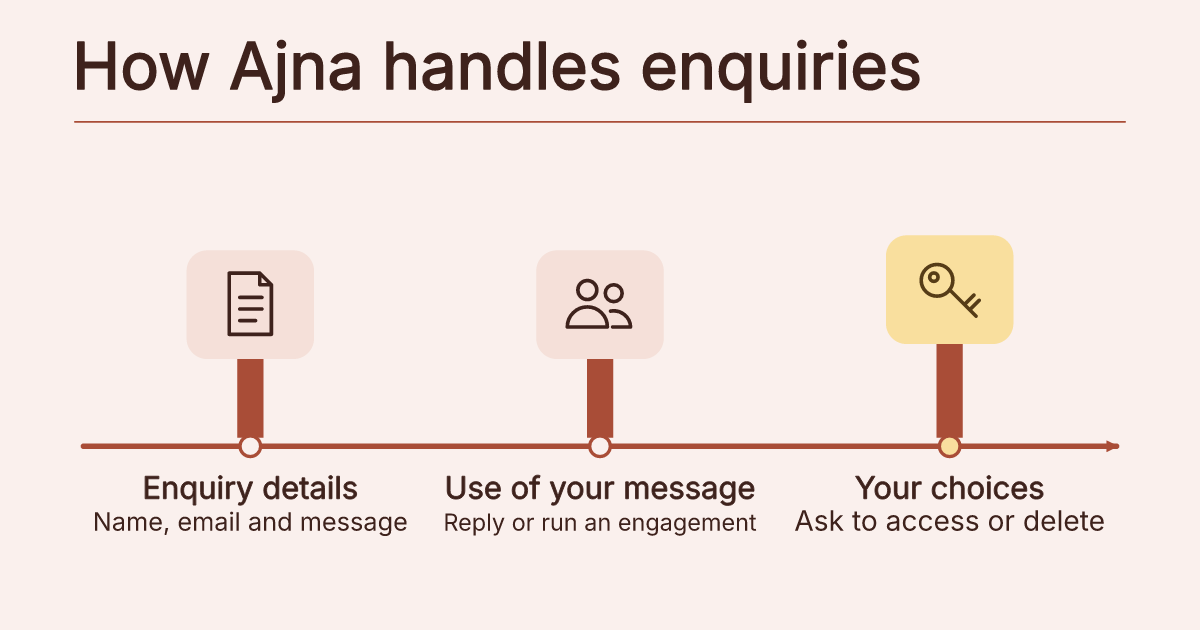 How Ajna handles enquiries
Enquiry details
Name, email and message
Use of your message
Reply or run an engagement
Your choices
Ask to access or delete